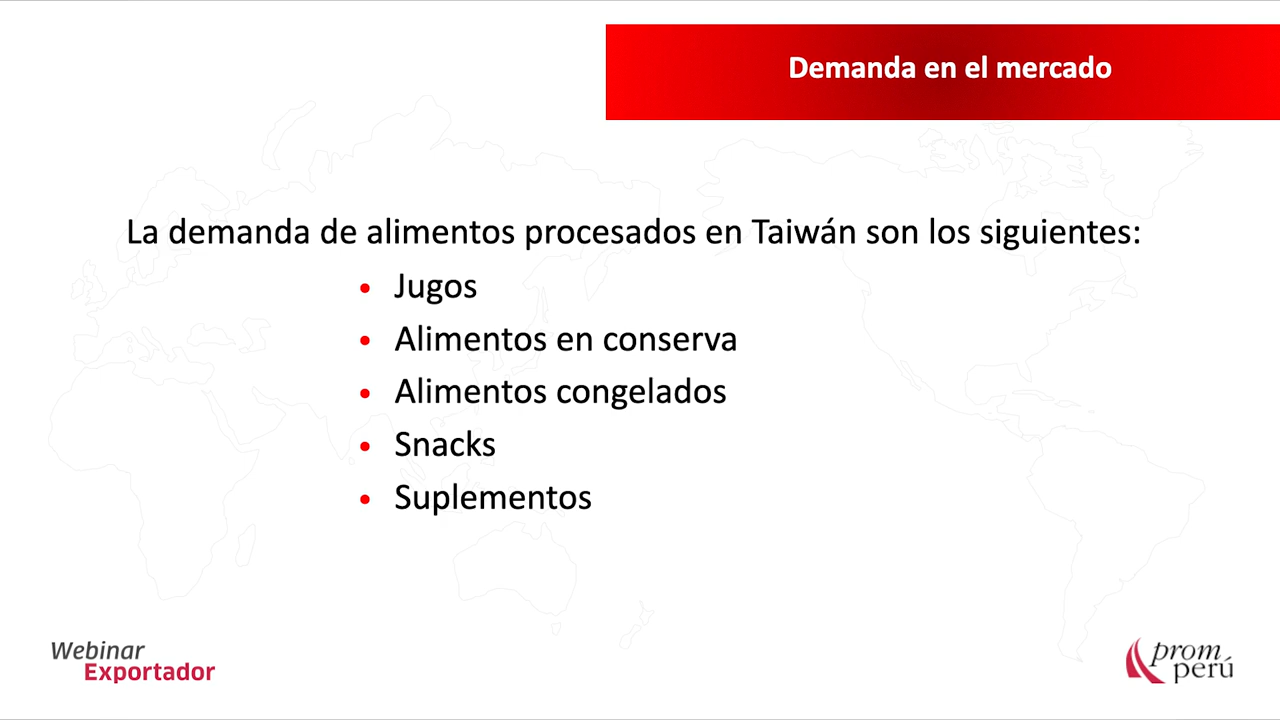 Demanda en el mercado
La demanda de alimentos procesados en Taiwán son los siguientes:
• Jugos
• Alimentos en conserva
• Alimentos congelados
• Snacks
• Suplementos
Webinar
Exportador
prom
perú